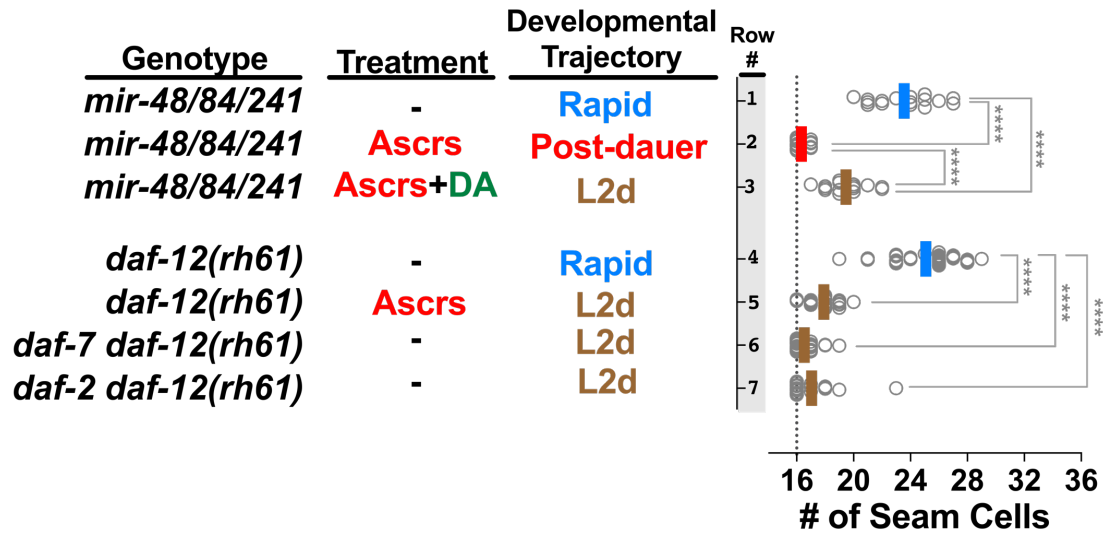 Genotype Treatment Developmental Trajectory Row #
mir-48/84/241 - Rapid 1
mir-48/84/241 Ascrs Post-dauer 2
mir-48/84/241 Ascrs+DA L2d 3
daf-12(rh61) - Rapid 4
daf-12(rh61) Ascrs L2d 5
daf-7 daf-12(rh61) - L2d 6
daf-2 daf-12(rh61) - L2d 7
****
****
****
****
****
****
16 20 24 28 32 36
# of Seam Cells